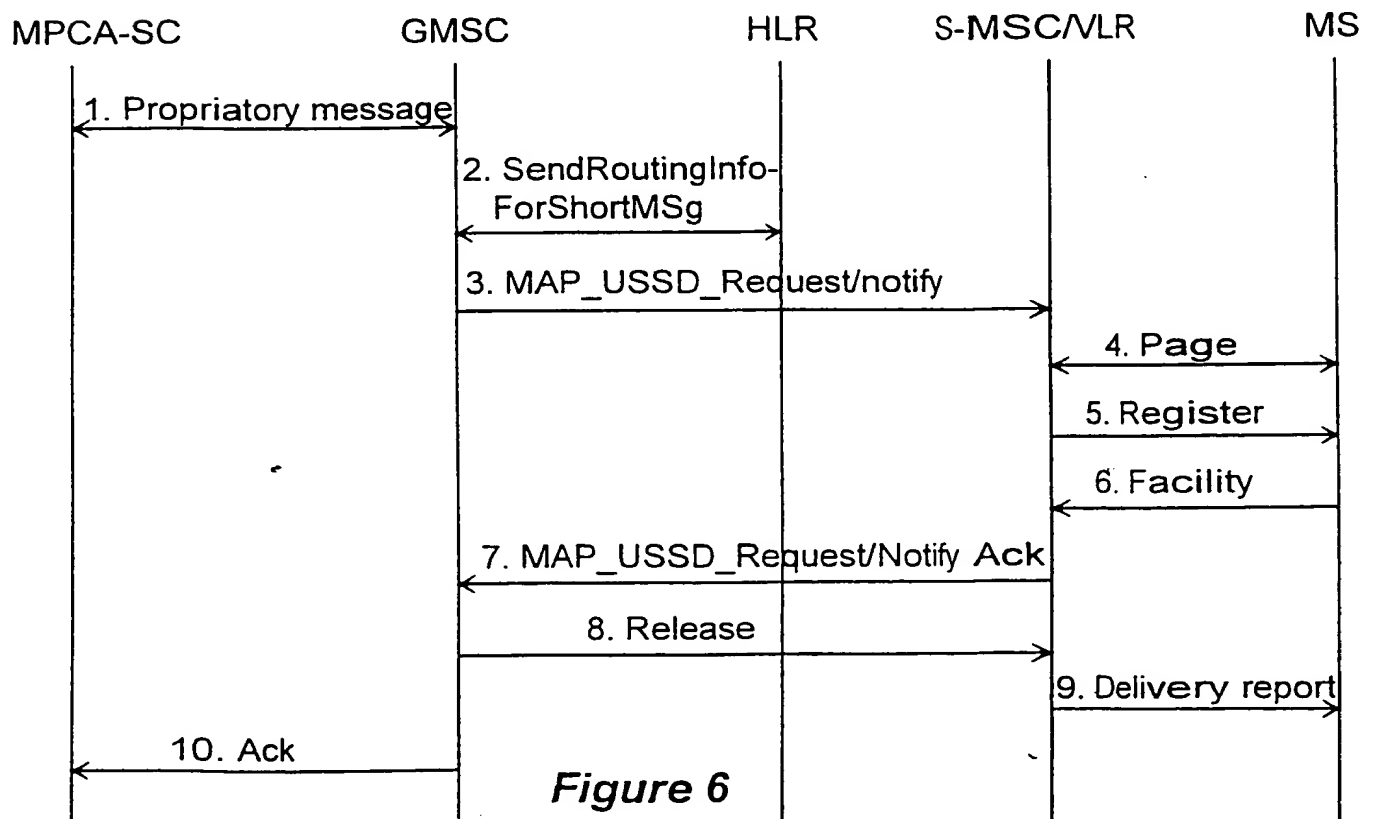 MPCA-SC GMSC HLR S-MSC/VLR MS
1. Propriatory message
2. SendRoutingInfo-
ForShortMSg
3. MAP_USSD_Request/notify
4. Page
5. Register
6. Facility
7. MAP_USSD_Request/Notify Ack
8. Release
9. Delivery report
10. Ack
Figure 6